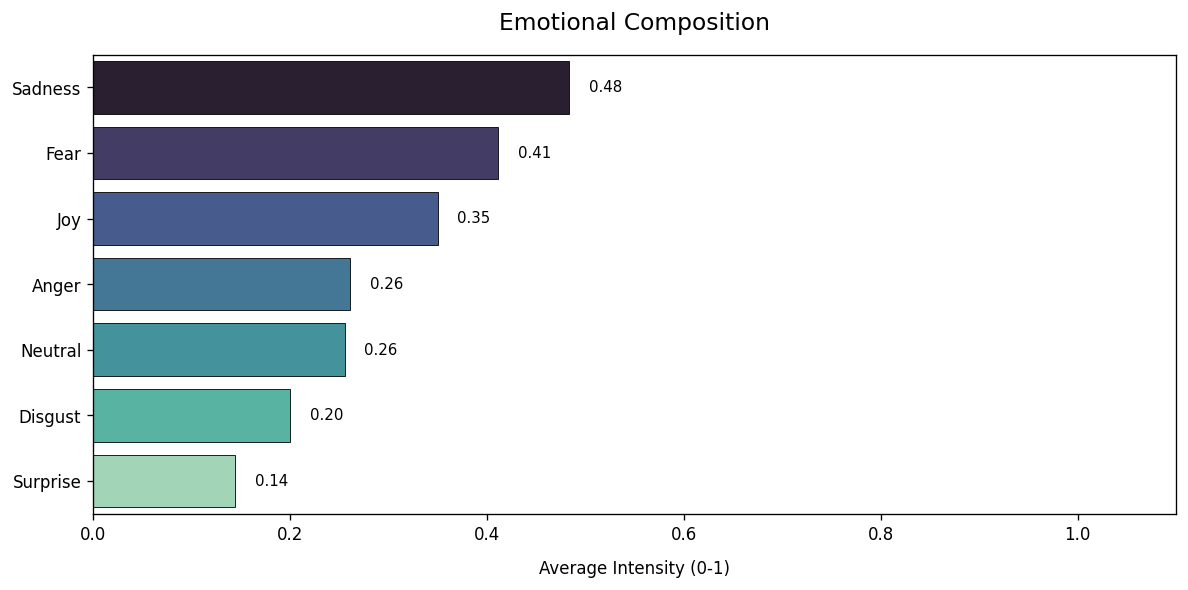 Emotional Composition
Sadness 0.48
Fear 0.41
Joy 0.35
Anger 0.26
Neutral 0.26
Disgust 0.20
Surprise 0.14
0.0 0.2 0.4 0.6 0.8 1.0
Average Intensity (0-1)